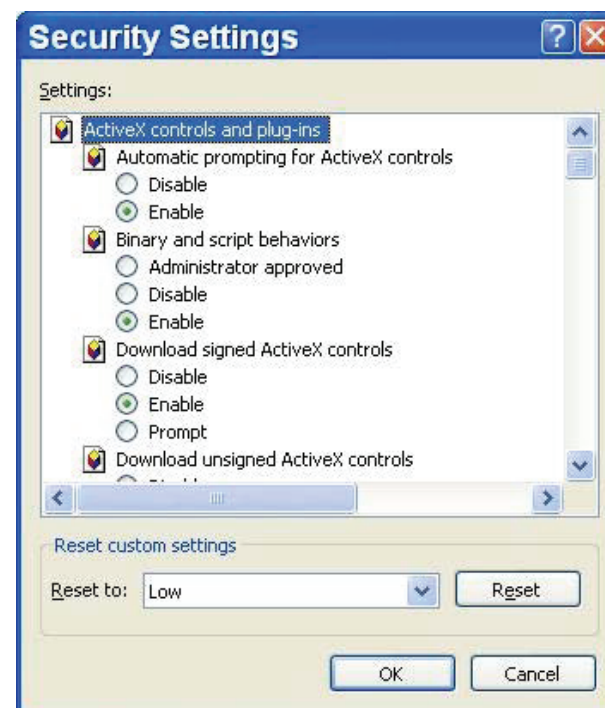 Security Settings
Settings:
ActiveX controls and plug-ins
Automatic prompting for ActiveX controls
Disable
Enable
Binary and script behaviors
Administrator approved
Disable
Enable
Download signed ActiveX controls
Disable
Enable
Prompt
Download unsigned ActiveX controls
Reset custom settings
Reset to: Low Reset
OK Cancel